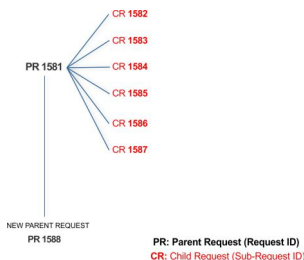 CR 1582
CR 1583
PR 1581
CR 1584
CR 1585
CR 1586
CR 1587
NEW PARENT REQUEST
PR 1588
PR: Parent Request (Request ID)
CR: Child Request (Sub-Request ID)